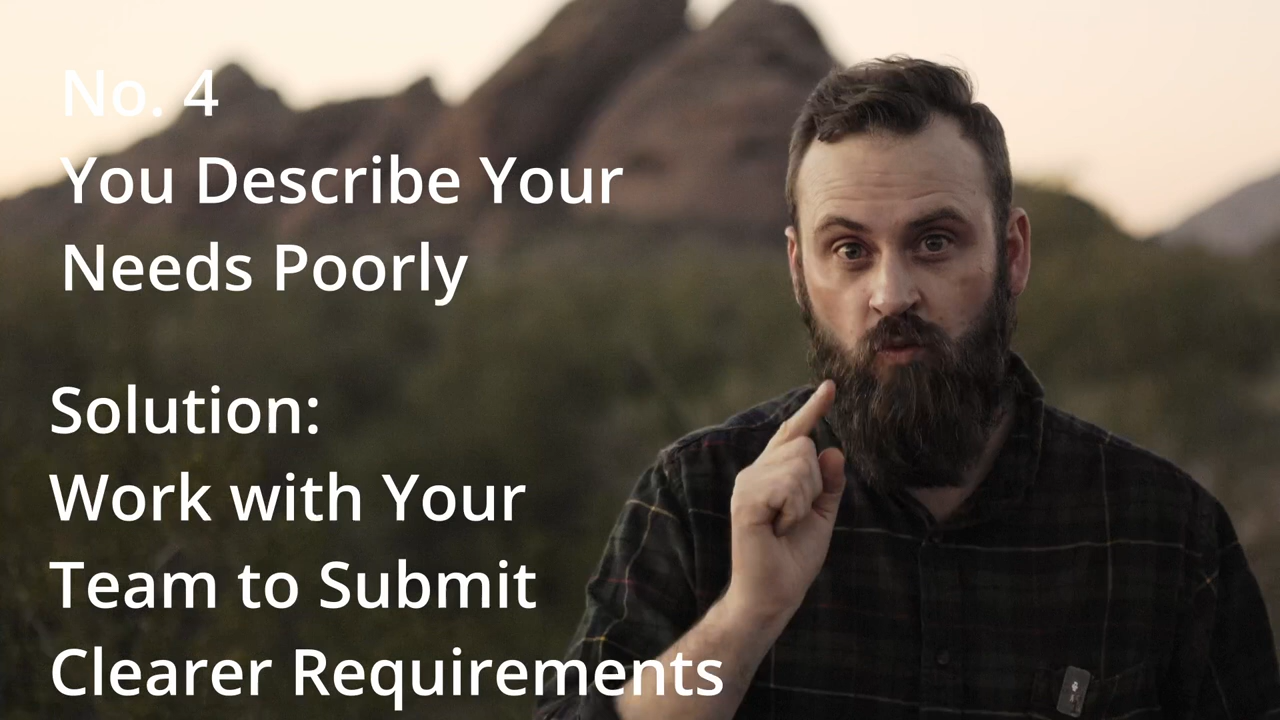 No. 4
You Describe Your
Needs Poorly
Solution:
Work with Your
Team to Submit
Clearer Requirements